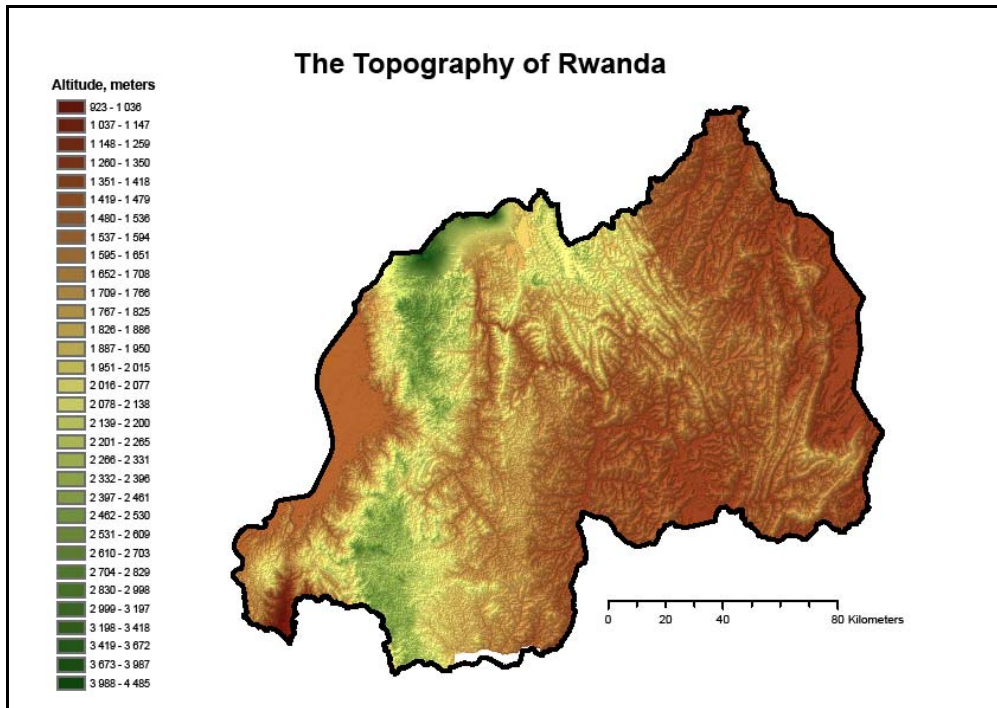 The Topography of Rwanda
Altitude, meters
923 - 1 036
1 037 - 1 147
1 148 - 1 259
1 260 - 1 350
1 351 - 1 418
1 419 - 1 479
1 480 - 1 536
1 537 - 1 594
1 595 - 1 651
1 652 - 1 708
1 709 - 1 766
1 767 - 1 825
1 826 - 1 886
1 887 - 1 950
1 951 - 2 015
2 016 - 2 077
2 078 - 2 138
2 139 - 2 200
2 201 - 2 265
2 266 - 2 331
2 332 - 2 396
2 397 - 2 461
2 462 - 2 530
2 531 - 2 609
2 610 - 2 703
2 704 - 2 829
2 830 - 2 998
2 999 - 3 197
3 198 - 3 418
3 419 - 3 672
3 673 - 3 987
3 988 - 4 485
0 20 40 80 Kilometers